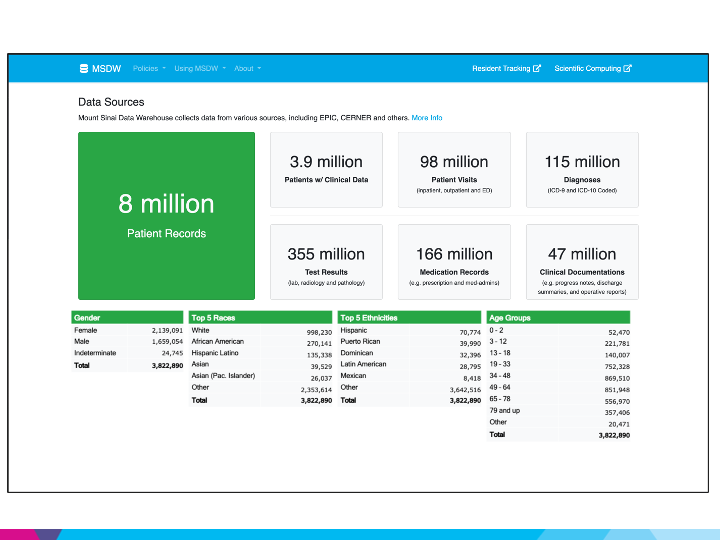 MSDW Policies Using MSDW About Resident Tracking Scientific Computing
Data Sources
Mount Sinai Data Warehouse collects data from various sources, including EPIC, CERNER and others. More Info
8 million
Patient Records
3.9 million
Patients w/ Clinical Data
98 million
Patient Visits
(inpatient, outpatient and ED)
115 million
Diagnoses
(ICD-9 and ICD-10 Coded)
355 million
Test Results
(lab, radiology and pathology)
166 million
Medication Records
(e.g. prescription and med-admins)
47 million
Clinical Documentations
(e.g. progress notes, discharge
summaries, and operative reports)
Gender
Female 2,139,091
Male 1,659,054
Indeterminate 24,745
Total 3,822,890
Top 5 Races
White 998,230
African American 270,141
Hispanic Latino 135,338
Asian 39,529
Asian (Pac. Islander) 26,037
Other 2,353,614
Total 3,822,890
Top 5 Ethnicities
Hispanic 70,774
Puerto Rican 39,990
Dominican 32,396
Latin American 28,795
Mexican 8,418
Other 3,642,516
Total 3,822,890
Age Groups
0 - 2 52,470
3 - 12 221,781
13 - 18 140,007
19 - 33 752,328
34 - 48 869,510
49 - 64 851,948
65 - 78 556,970
79 and up 357,406
Other 20,471
Total 3,822,890